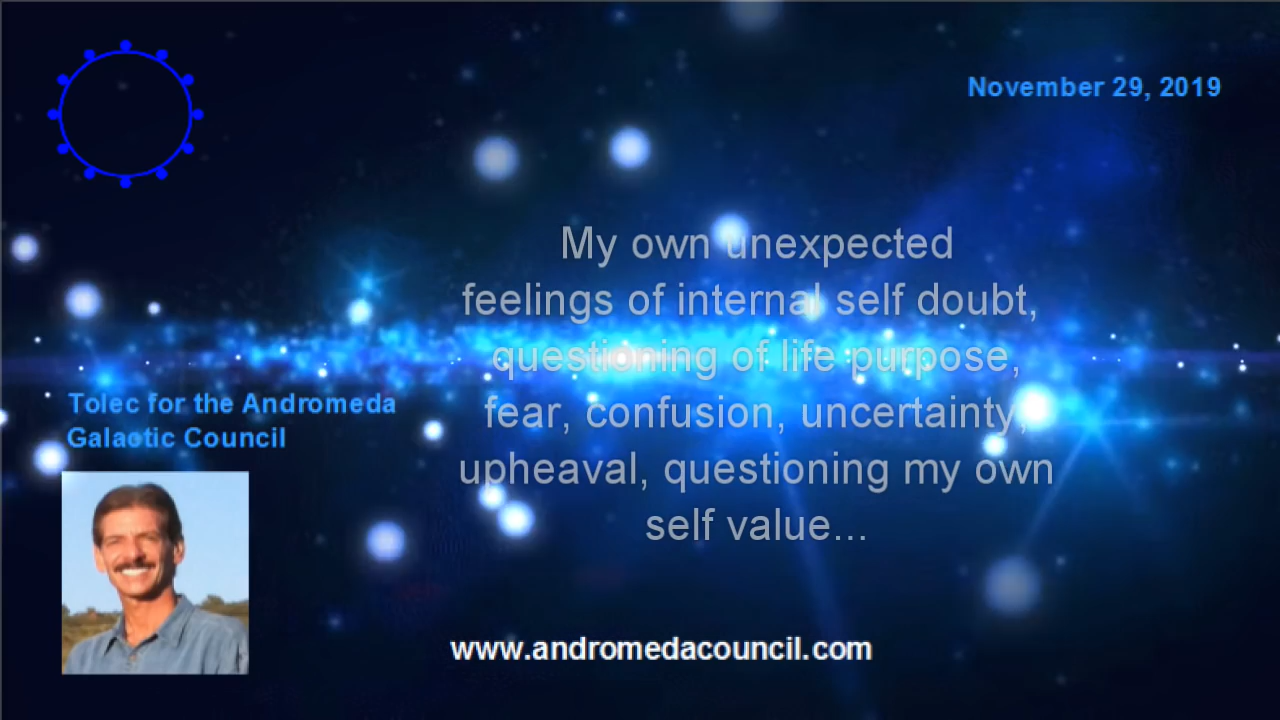 November 29, 2019
My own unexpected
feelings of internal self doubt,
questioning of life purpose,
fear, confusion, uncertainty,
upheaval, questioning my own
self value...
Tolec for the Andromeda
Galactic Council
www.andromedacouncil.com